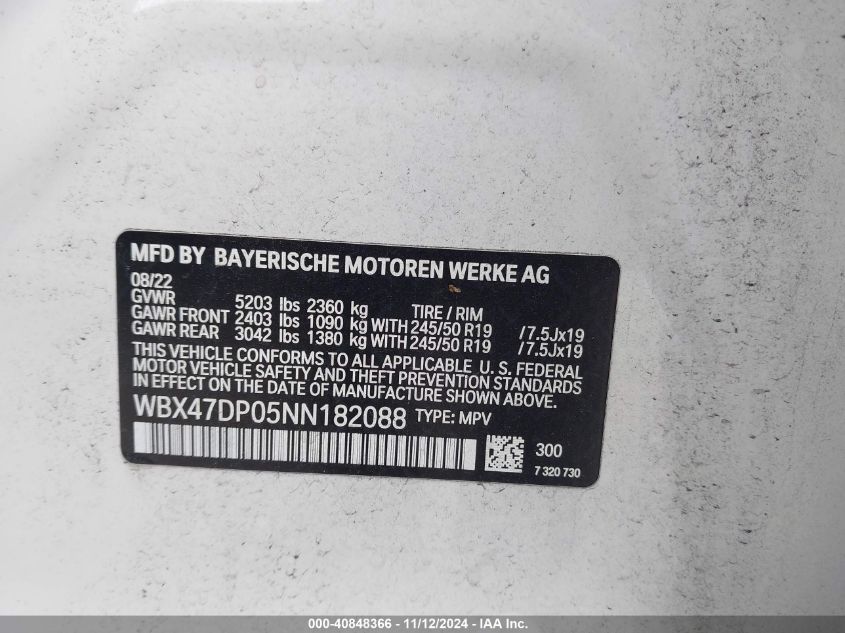 MFD BY BAYERISCHE MOTOREN WERKE AG
08/22
GVWR 5203 lbs 2360 kg TIRE / RIM
GAWR FRONT 2403 lbs 1090 kg WITH 245/50 R19 /7.5Jx19
GAWR REAR 3042 lbs 1380 kg WITH 245/50 R19 /7.5Jx19
THIS VEHICLE CONFORMS TO ALL APPLICABLE U. S. FEDERAL
MOTOR VEHICLE SAFETY AND THEFT PREVENTION STANDARDS
IN EFFECT ON THE DATE OF MANUFACTURE SHOWN ABOVE.
WBX47DP05NN182088 TYPE: MPV
300
7 320 730
000-40848366 - 11/12/2024 - © IAA, Inc.